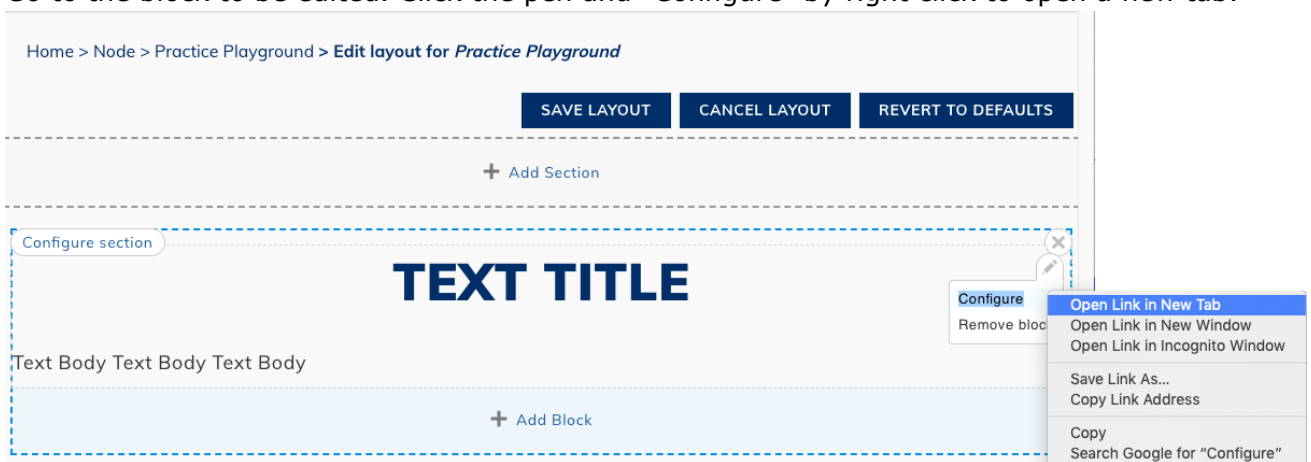 Go to the block to be edited. Click the pen and "Configure" by right click to open a new tab.
Home > Node > Practice Playground > Edit layout for Practice Playground
SAVE LAYOUT CANCEL LAYOUT REVERT TO DEFAULTS
+ Add Section
Configure section
TEXT TITLE
Configure
Remove bloc
Text Body Text Body Text Body
+ Add Block
Open Link in New Tab
Open Link in New Window
Open Link in Incognito Window
Save Link As...
Copy Link Address
Copy
Search Google for "Configure"